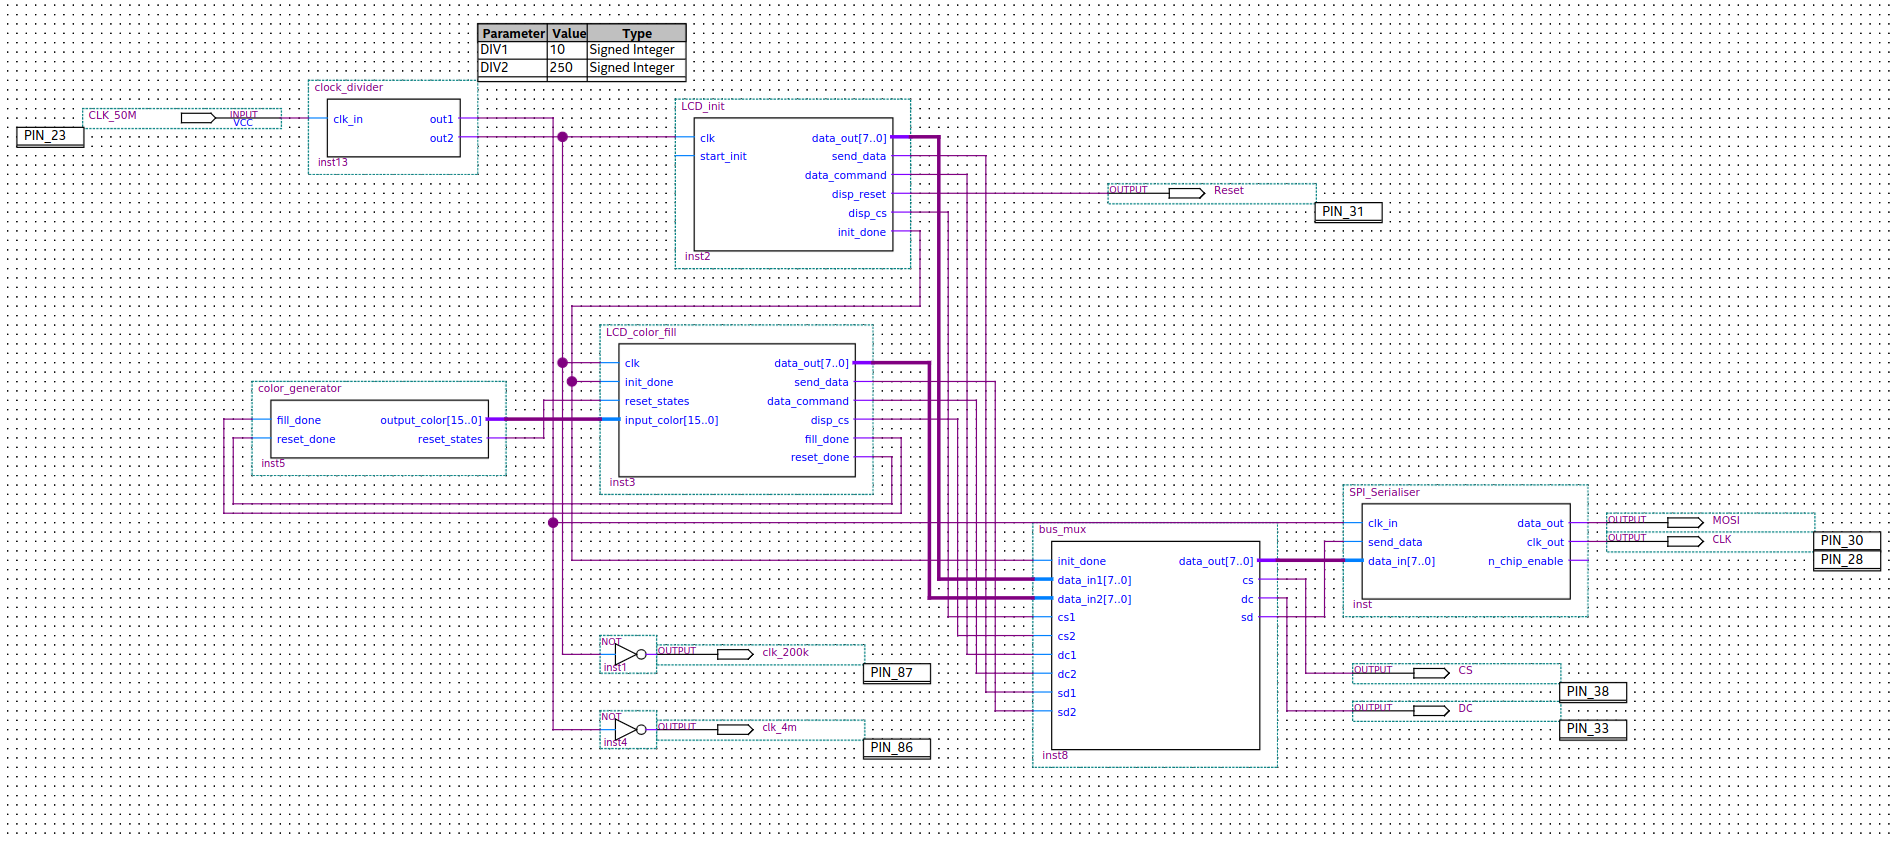 Parameter Value Type
DIV1 10 Signed Integer
DIV2 250 Signed Integer
CLK_50M
INPUT
VCC
PIN_23
clock_divider
clk_in
out1
out2
inst13
LCD_init
clk
start_init
data_out[7..0]
send_data
data_command
disp_reset
disp_cs
init_done
inst2
OUTPUT
Reset
PIN_31
LCD_color_fill
clk
init_done
reset_states
input_color[15..0]
data_out[7..0]
send_data
data_command
disp_cs
fill_done
reset_done
inst3
color_generator
fill_done
reset_done
output_color[15..0]
reset_states
inst5
SPI_Serialiser
clk_in
send_data
data_in[7..0]
data_out
clk_out
n_chip_enable
inst
OUTPUT
MOSI
OUTPUT
CLK
PIN_30
PIN_28
bus_mux
init_done
data_in1[7..0]
data_in2[7..0]
cs1
cs2
dc1
dc2
sd1
sd2
data_out[7..0]
cs
dc
sd
inst8
NOT
inst1
OUTPUT
clk_200k
PIN_87
NOT
inst4
OUTPUT
clk_4m
PIN_86
OUTPUT
CS
PIN_38
OUTPUT
DC
PIN_33